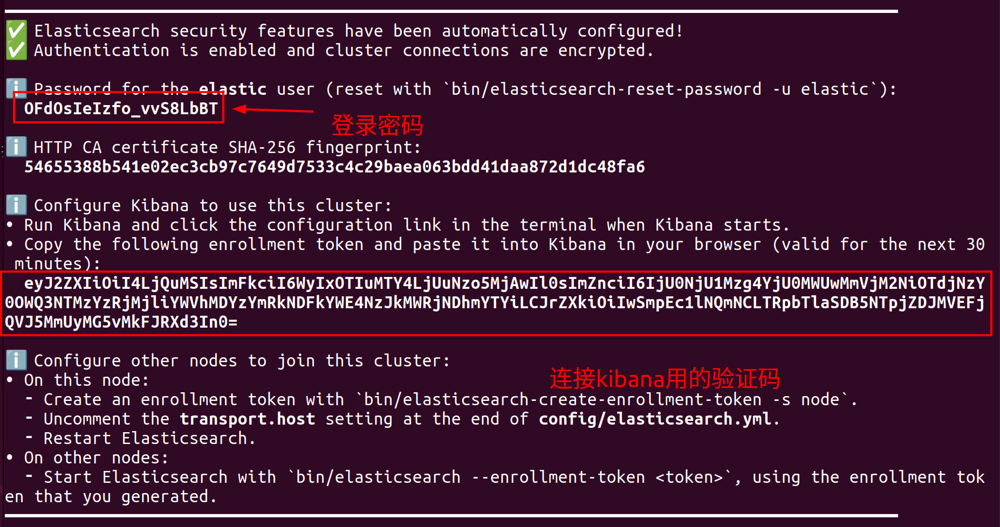 Elasticsearch security features have been automatically configured!
Authentication is enabled and cluster connections are encrypted.
Password for the elastic user (reset with `bin/elasticsearch-reset-password -u elastic`):
OFdOsIeIzfo_vvS8LbBT
登录密码
HTTP CA certificate SHA-256 fingerprint:
54655388b541e02ec3cb97c7649d7533c4c29baea063bdd41daa872d1dc48fa6
Configure Kibana to use this cluster:
• Run Kibana and click the configuration link in the terminal when Kibana starts.
• Copy the following enrollment token and paste it into Kibana in your browser (valid for the next 30
minutes):
eyJ2ZXIiOiI4LjQuMSIsImFkciI6WyIxOTIuMTY4LjUuNzo5MjAwIl0sImZnciI6IjU0NjU1Mzg4YjU0MWUwMmVjM2NiOTdjNzY
0OWQ3NTMzYzRjMjliYWVhMDYzYmRkNDFkYWE4NzJkMWRjNDhmYTYiLCJrZXkiOiIwSmpEc1lNQmNCLTRpbTlaSDB5NTpjZDJMVEFj
QVJ5MmUyMG5vMkFJRXd3In0=
Configure other nodes to join this cluster:
• On this node:
连接kibana用的验证码
- Create an enrollment token with `bin/elasticsearch-create-enrollment-token -s node`.
- Uncomment the transport.host setting at the end of config/elasticsearch.yml.
- Restart Elasticsearch.
• On other nodes:
- Start Elasticsearch with `bin/elasticsearch --enrollment-token <token>`, using the enrollment tok
en that you generated.